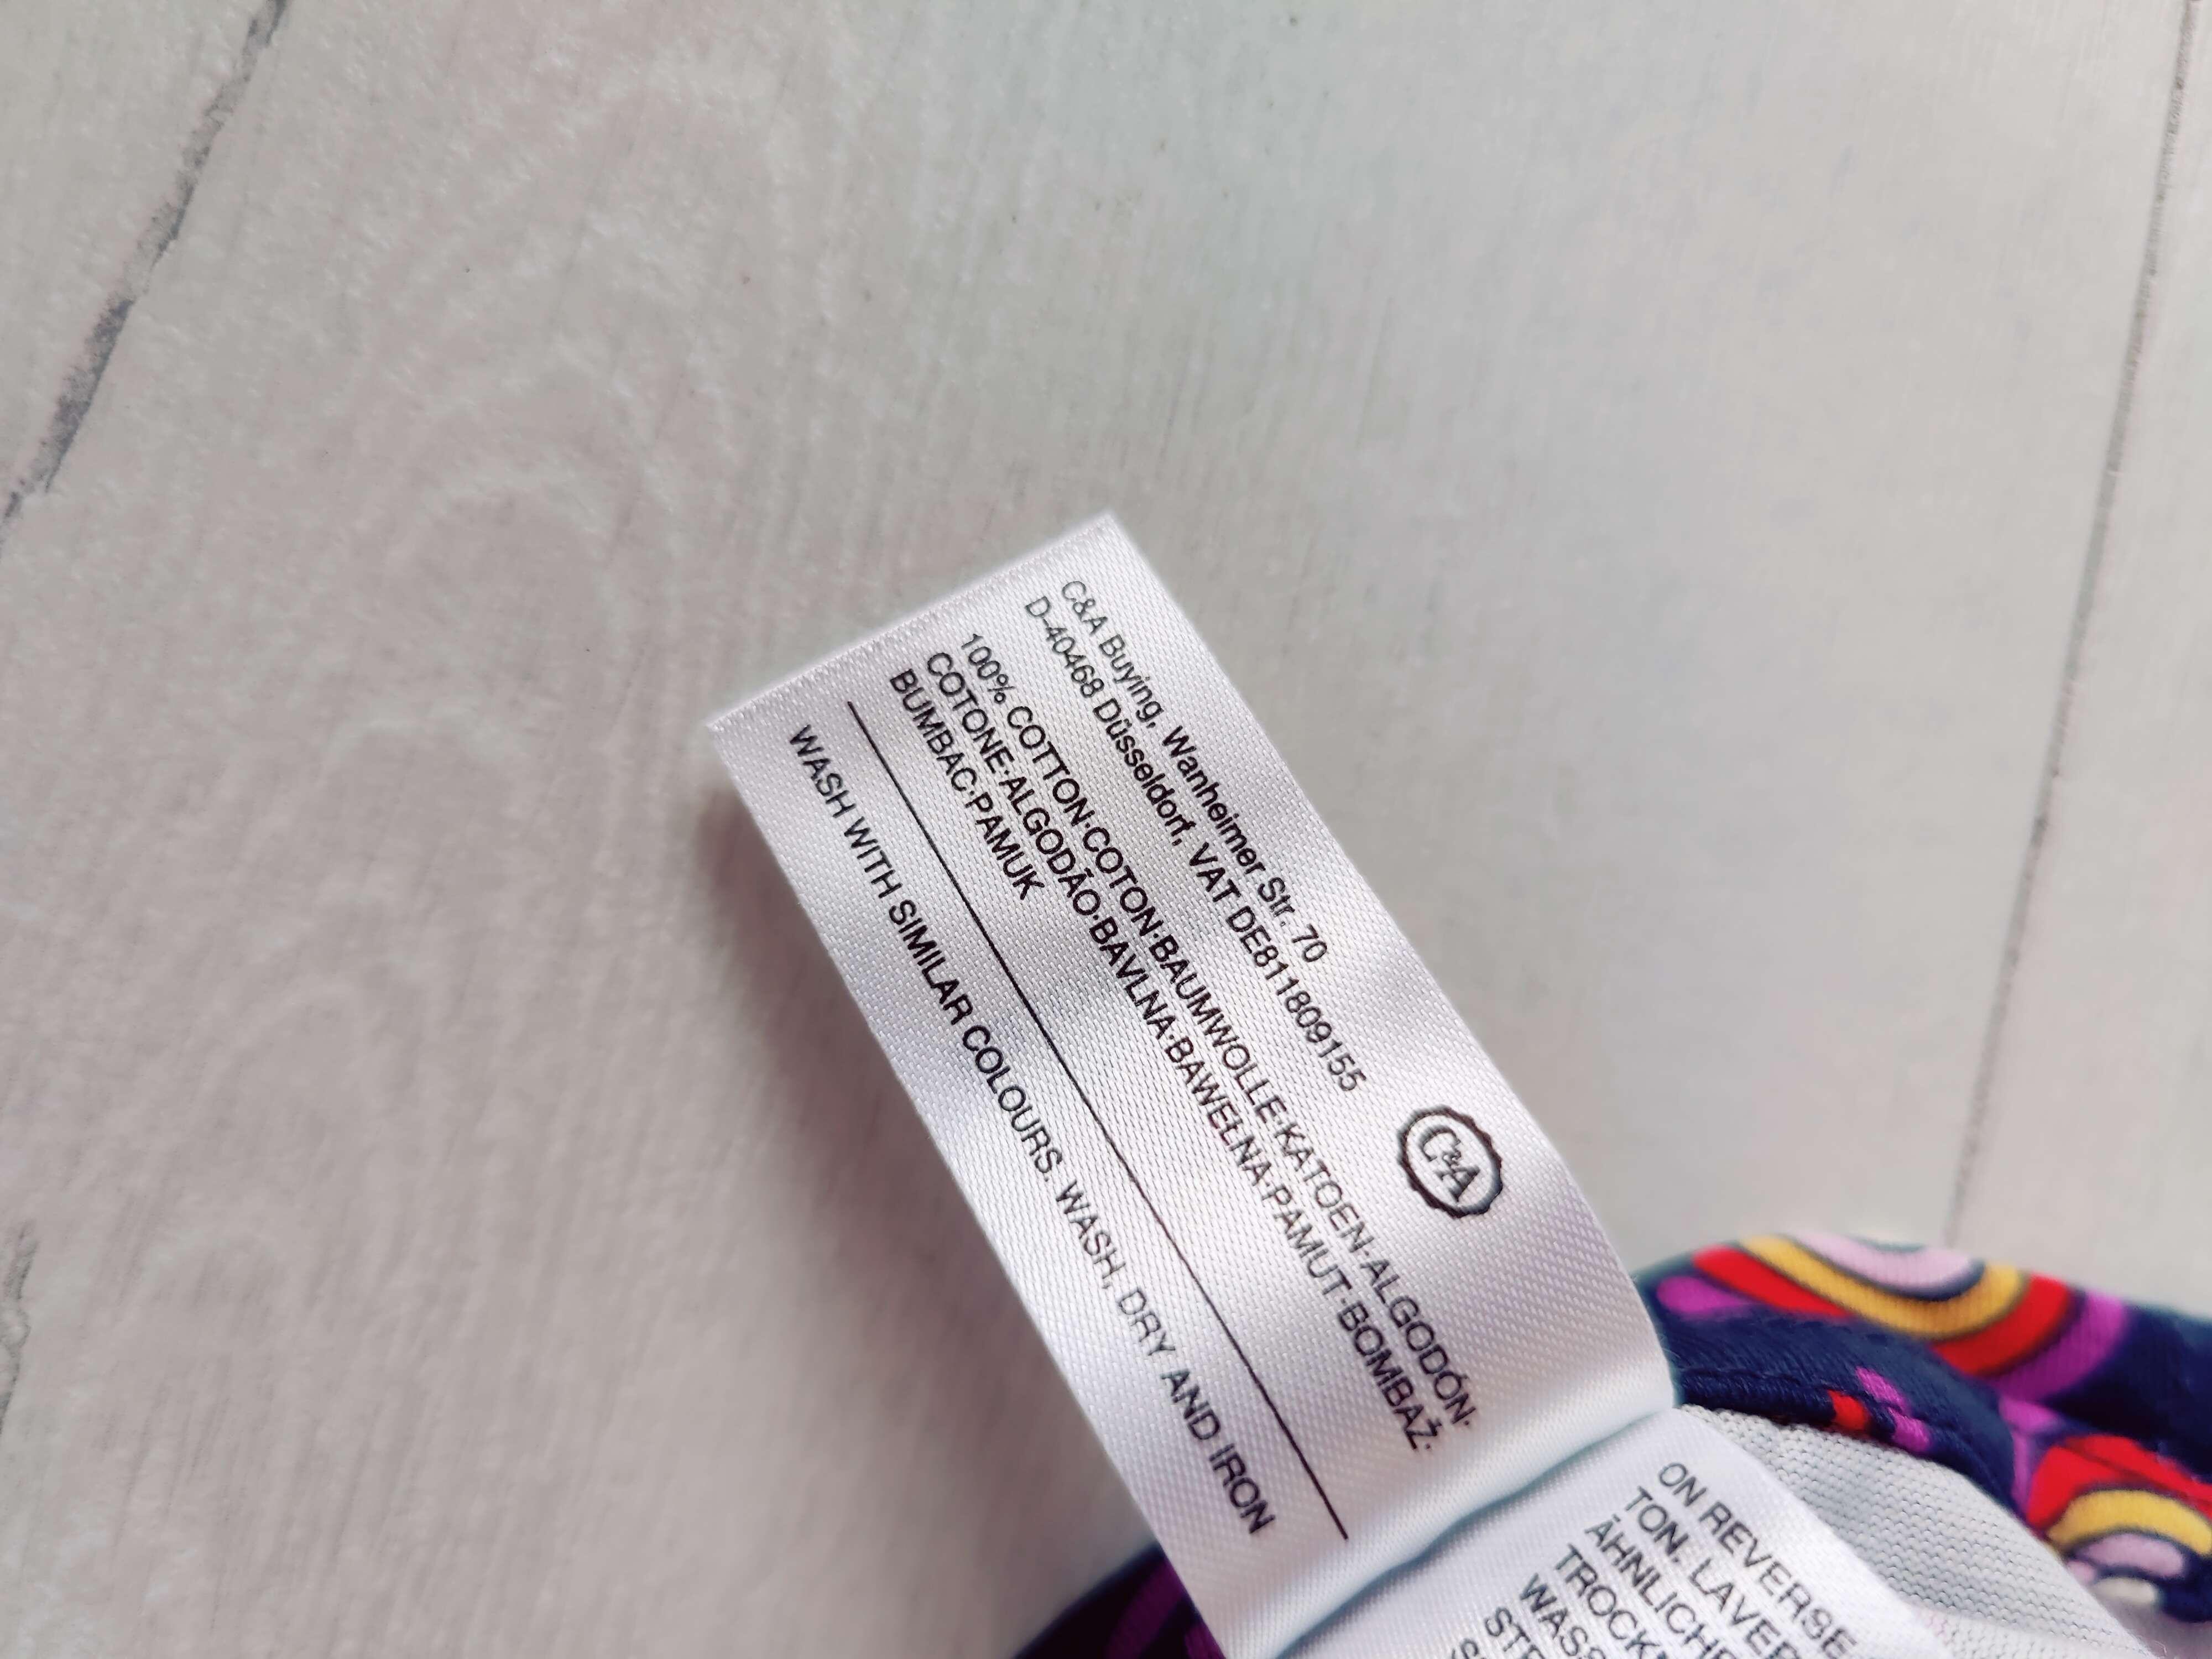 C&A Buying, Wanheimer Str. 70
D-40468 Düsseldorf, VAT DE811809155
C&A
100% COTTON·COTON·BAUMWOLLE·KATOEN·ALGODÓN·
COTONE·ALGODÃO·BAVLNA·BAWEŁNA·PAMUT·BOMBAŽ·
BUMBAC·PAMUK
WASH WITH SIMILAR COLOURS. WASH, DRY AND IRON
ON REVERSE
TON. LAVER
ÄHNLICHE
TROCK
WASS